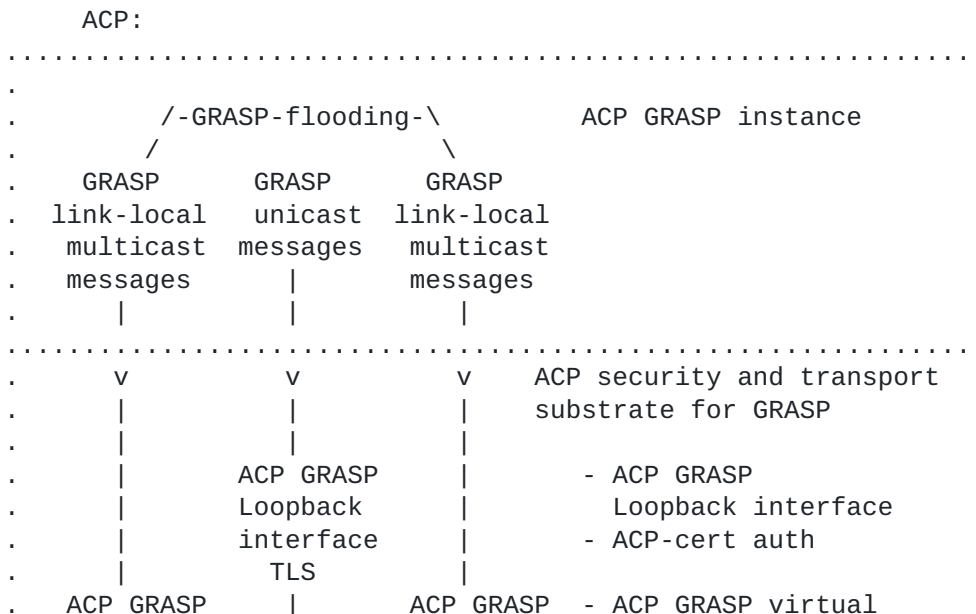 ACP:
...............................................................
.
.         /-GRASP-flooding-\         ACP GRASP instance
.        /                  \
.    GRASP      GRASP      GRASP
.  link-local   unicast  link-local
.   multicast  messages   multicast
.   messages      |       messages
.      |          |          |
...............................................................
.      v          v          v    ACP security and transport
.      |          |          |    substrate for GRASP
.      |          |          |
.      |       ACP GRASP     |       - ACP GRASP
.      |       Loopback      |         Loopback interface
.      |       interface     |       - ACP-cert auth
.      |         TLS         |
.   ACP GRASP     |       ACP GRASP  - ACP GRASP virtual